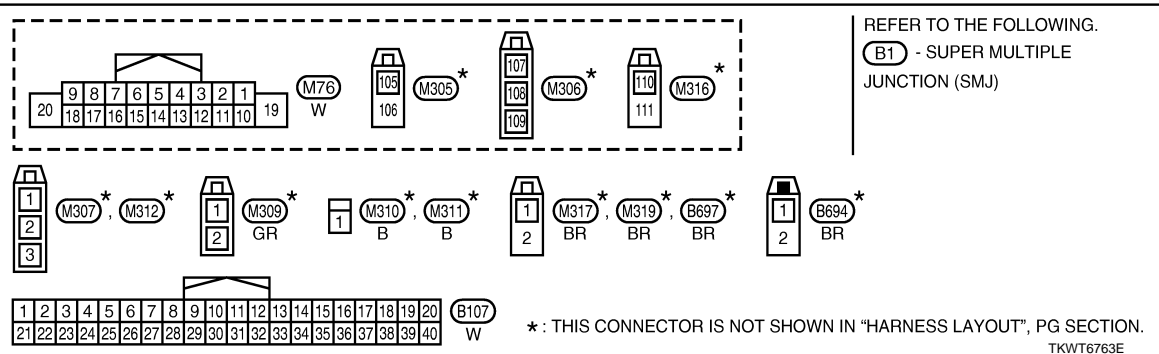 REFER TO THE FOLLOWING.
B1 - SUPER MULTIPLE
JUNCTION (SMJ)
9 8 7 6 5 4 3 2 1
20 18 17 16 15 14 13 12 11 10 19
M76
W
105
106
M305 *
107
108
109
M306 *
110
111
M316 *
1
2
3
M307 *, M312 *
1
2
M309 *
GR
1
M310 *, M311 *
B B
1
2
M317 *, M319 *, B697 *
BR BR BR
1
2
B694 *
BR
1 2 3 4 5 6 7 8 9 10 11 12 13 14 15 16 17 18 19 20
21 22 23 24 25 26 27 28 29 30 31 32 33 34 35 36 37 38 39 40
B107
W
* : THIS CONNECTOR IS NOT SHOWN IN “HARNESS LAYOUT”, PG SECTION.
TKWT6763E